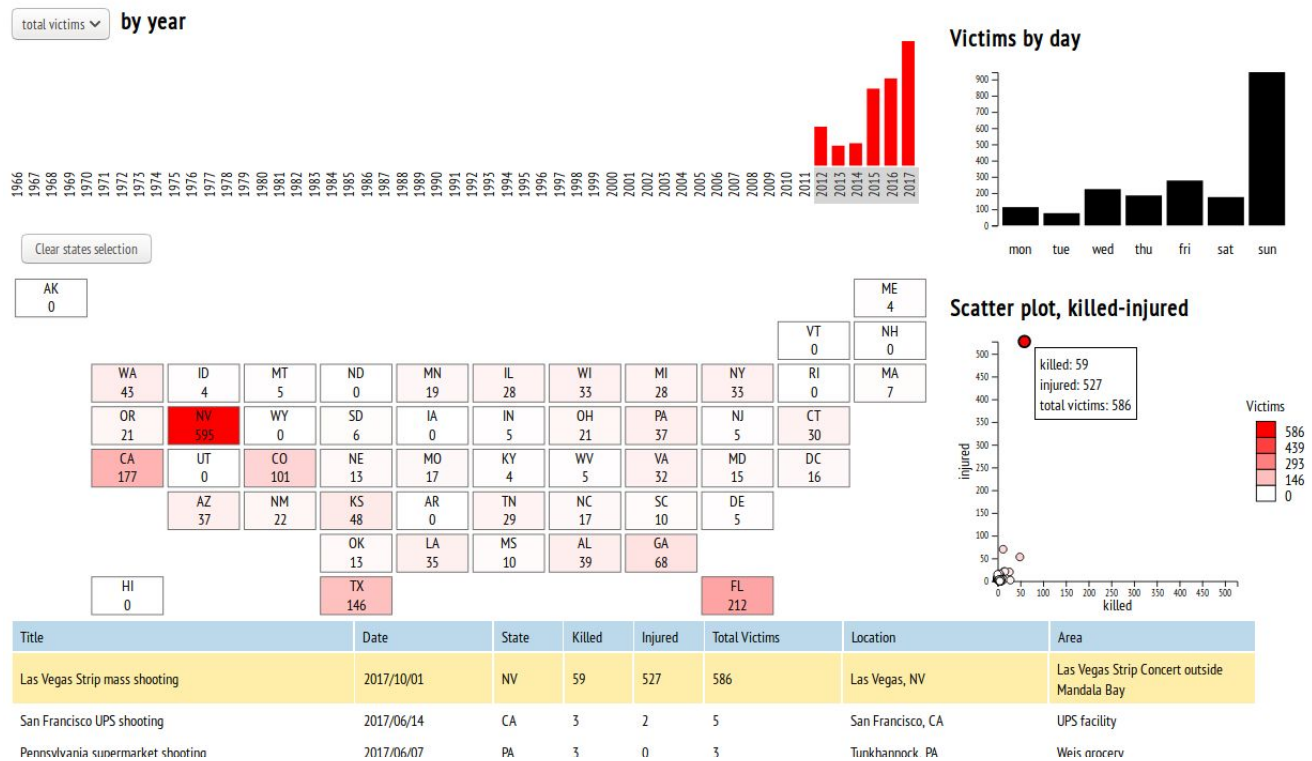 total victims by year
1966 1967 1968 1969 1970 1971 1972 1973 1974 1975 1976 1977 1978 1979 1980 1981 1982 1983 1984 1985 1986 1987 1988 1989 1990 1991 1992 1993 1994 1995 1996 1997 1998 1999 2000 2001 2002 2003 2004 2005 2006 2007 2008 2009 2010 2011 2012 2013 2014 2015 2016 2017
Victims by day
900
800
700
600
500
400
300
200
100
0
mon tue wed thu fri sat sun
Clear states selection
AK ME
0 4
VT NH
0 0
WA ID MT ND MN IL WI MI NY RI MA
43 4 5 0 19 28 33 28 33 0 7
OR NV WY SD IA IN OH PA NJ CT
21 595 0 6 0 5 21 37 5 30
CA UT CO NE MO KY WV VA MD DC
177 0 101 13 17 4 5 32 15 16
AZ NM KS AR TN NC SC DE
37 22 48 0 29 17 10 5
OK LA MS AL GA
13 35 10 39 68
HI TX FL
0 146 212
Scatter plot, killed-injured
500
450
400
350
300
250
200
150
100
50
0
injured
killed: 59
injured: 527
total victims: 586
0 50 100 150 200 250 300 350 400 450 500
killed
Victims
586
439
293
146
0
Title Date State Killed Injured Total Victims Location Area
Las Vegas Strip mass shooting 2017/10/01 NV 59 527 586 Las Vegas, NV Las Vegas Strip Concert outside
Mandala Bay
San Francisco UPS shooting 2017/06/14 CA 3 2 5 San Francisco, CA UPS facility
Pennsylvania supermarket shooting 2017/06/07 PA 3 0 3 Tunkhannock, PA Weis grocery